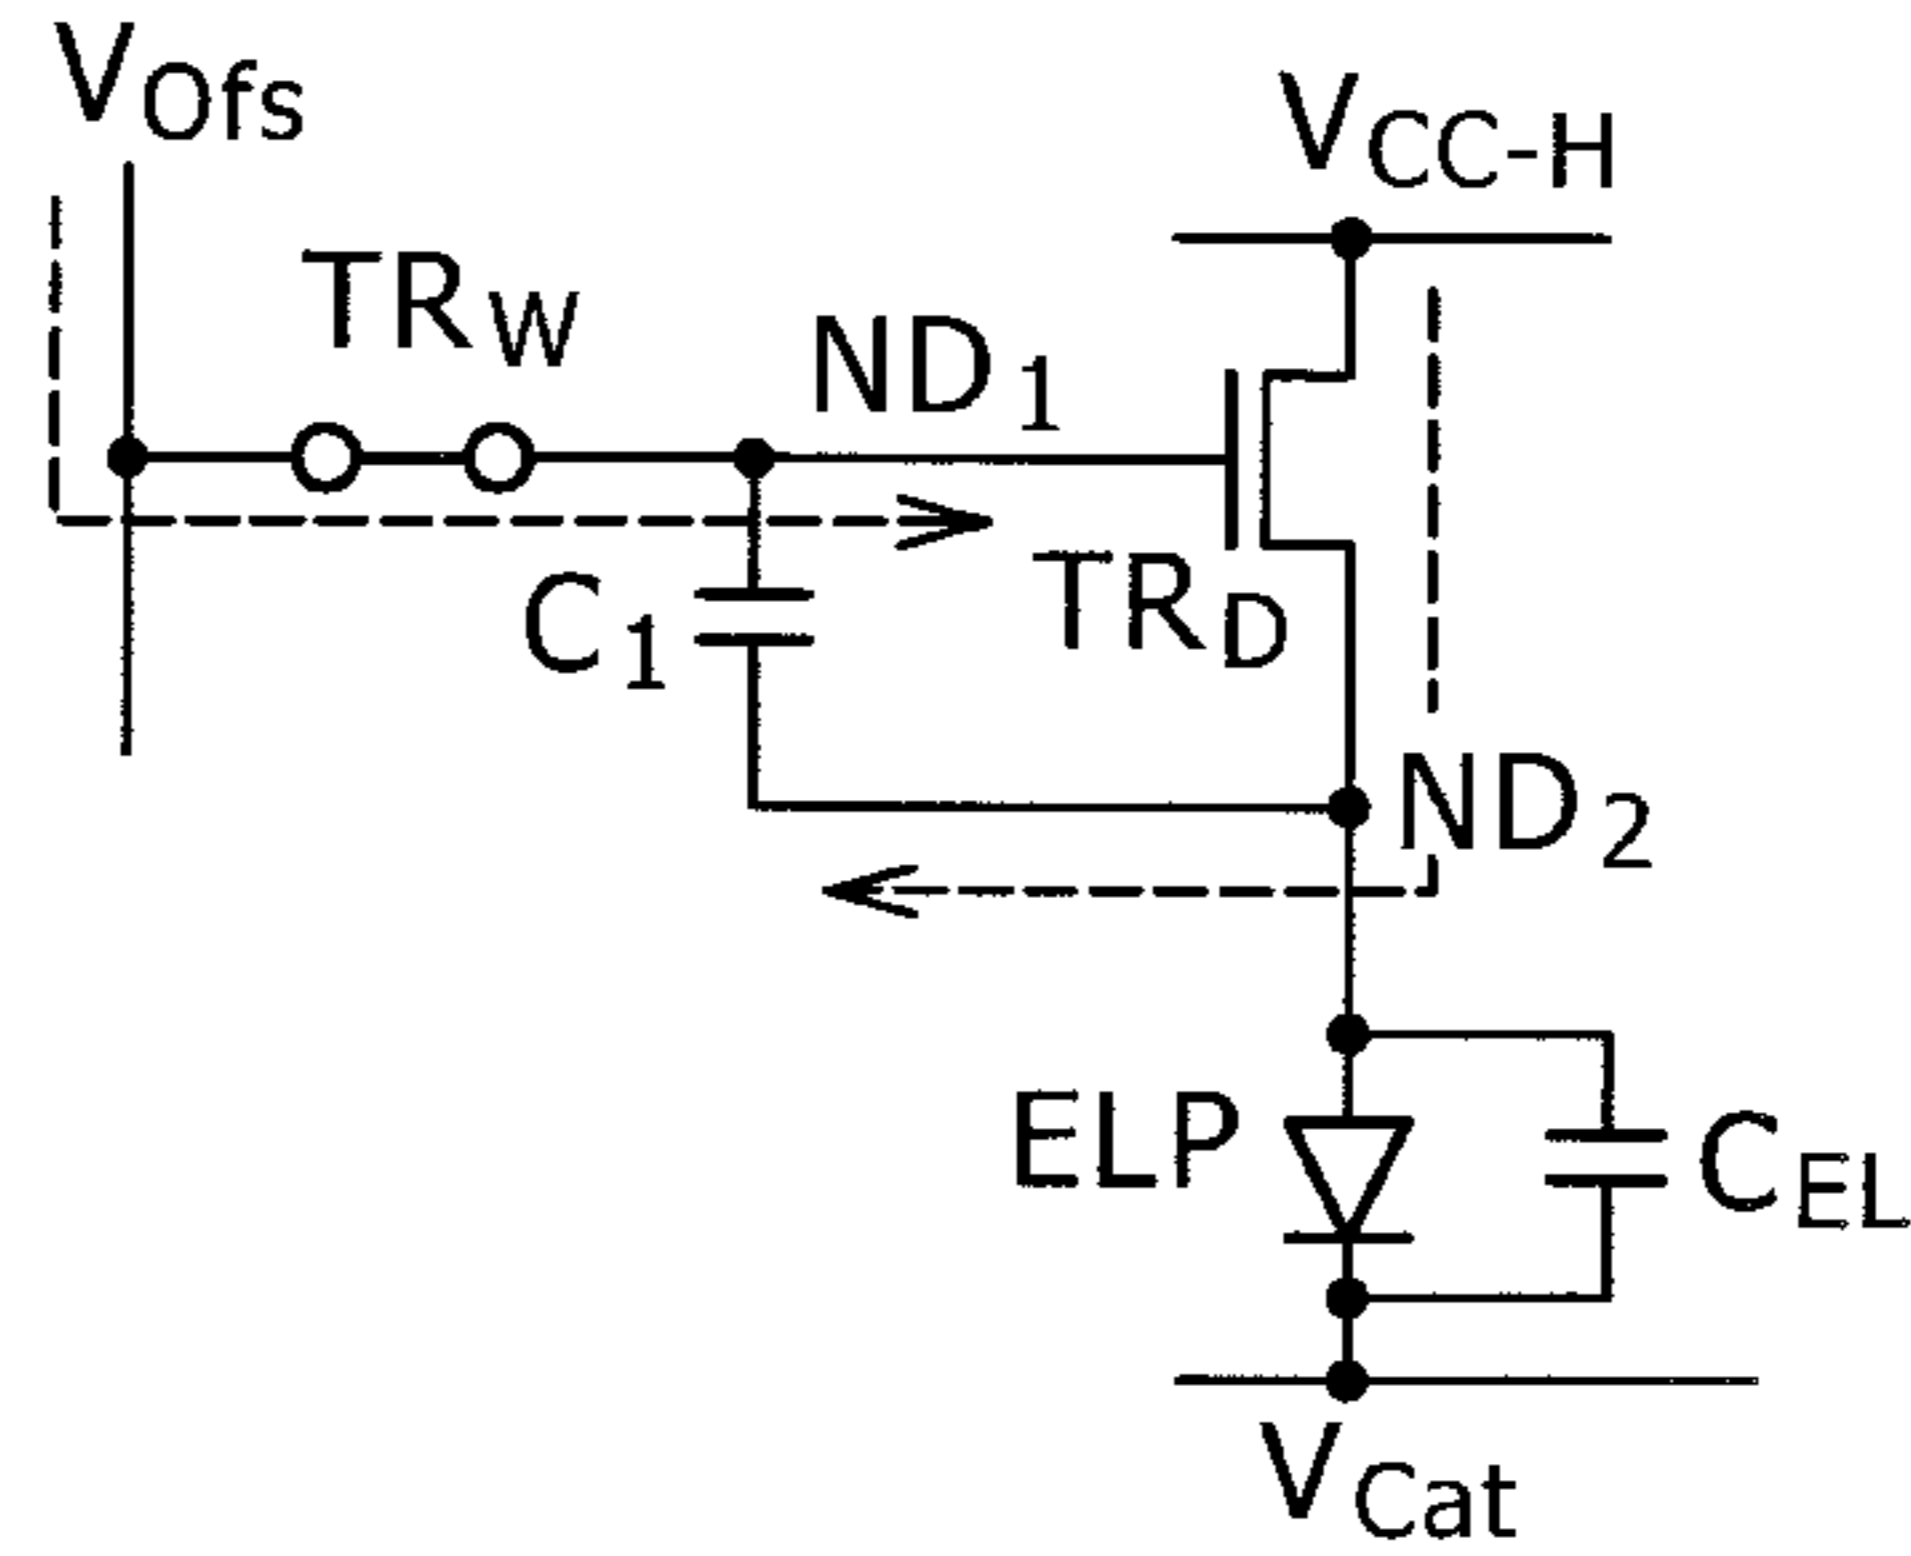 VOfs
VCC-H
TRW
ND1
C1
TRD
ND2
ELP
CEL
VCat